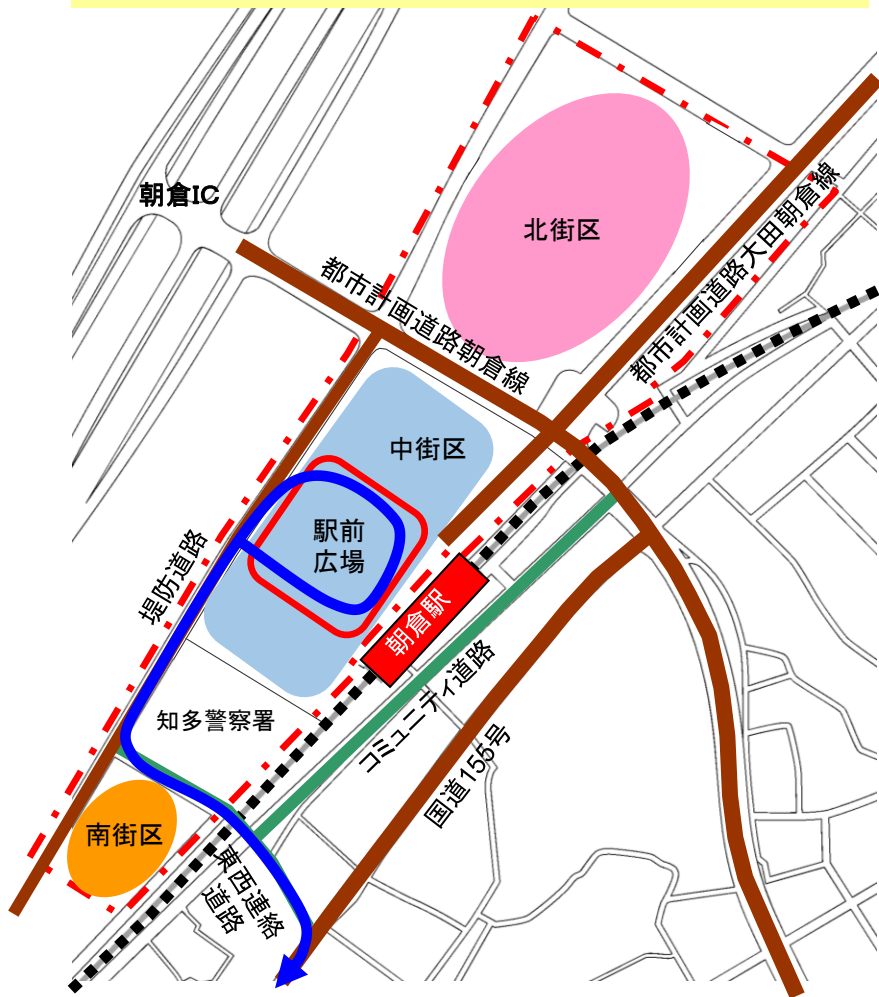 朝倉IC
北街区
都市計画道路大田朝倉線
都市計画道路朝倉線
中街区
駅前
広場
堤防道路
朝倉駅
コミュニティ道路
知多警察署
国道155号
南街区
東西連絡
道路